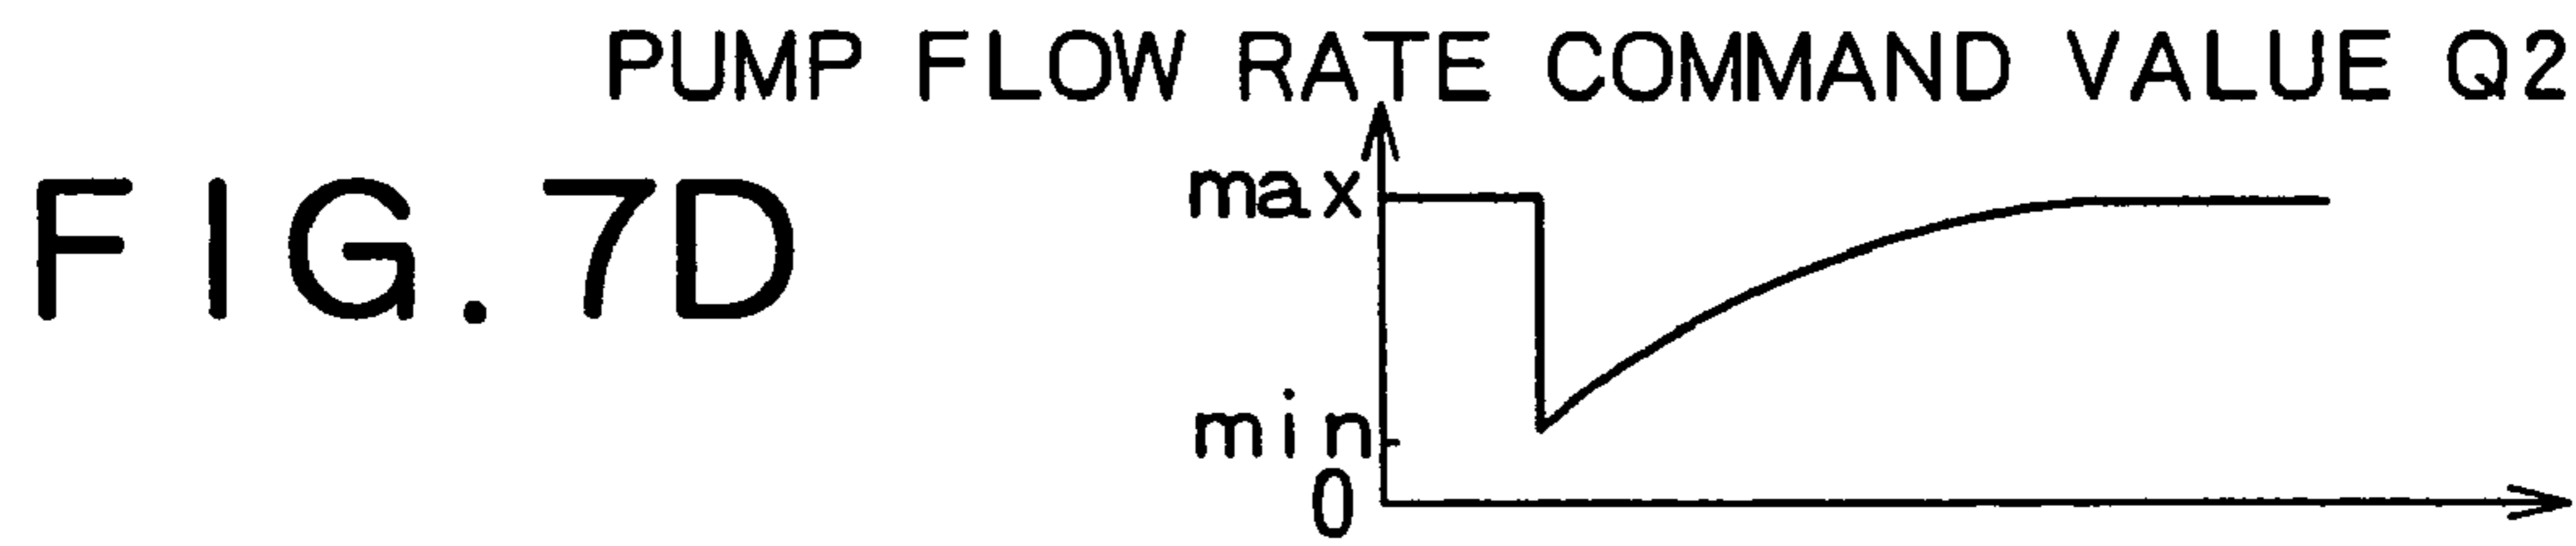 PUMP FLOW RATE COMMAND VALUE Q2
FIG. 7D
max
min
0